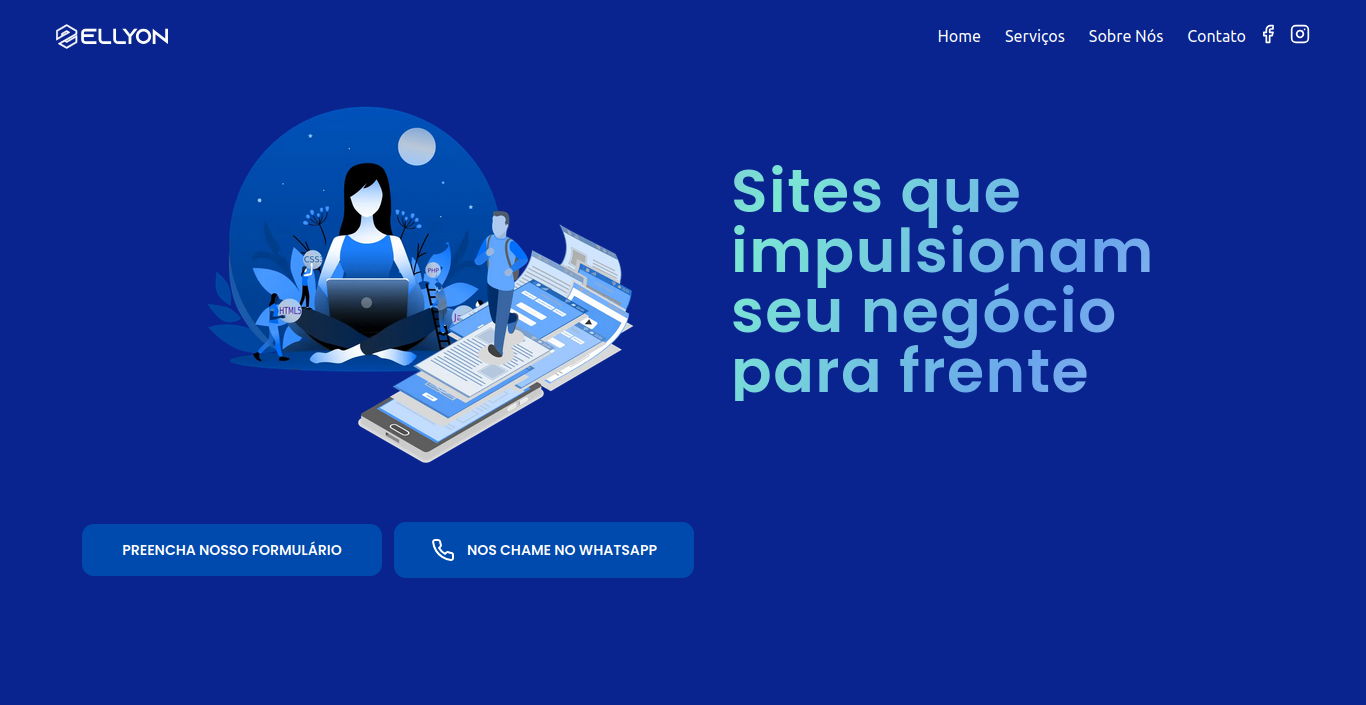 ELLYON
Home Serviços Sobre Nós Contato
CSS3
PHP
HTML5
Sites que
impulsionam
seu negócio
para frente
PREENCHA NOSSO FORMULÁRIO
NOS CHAME NO WHATSAPP